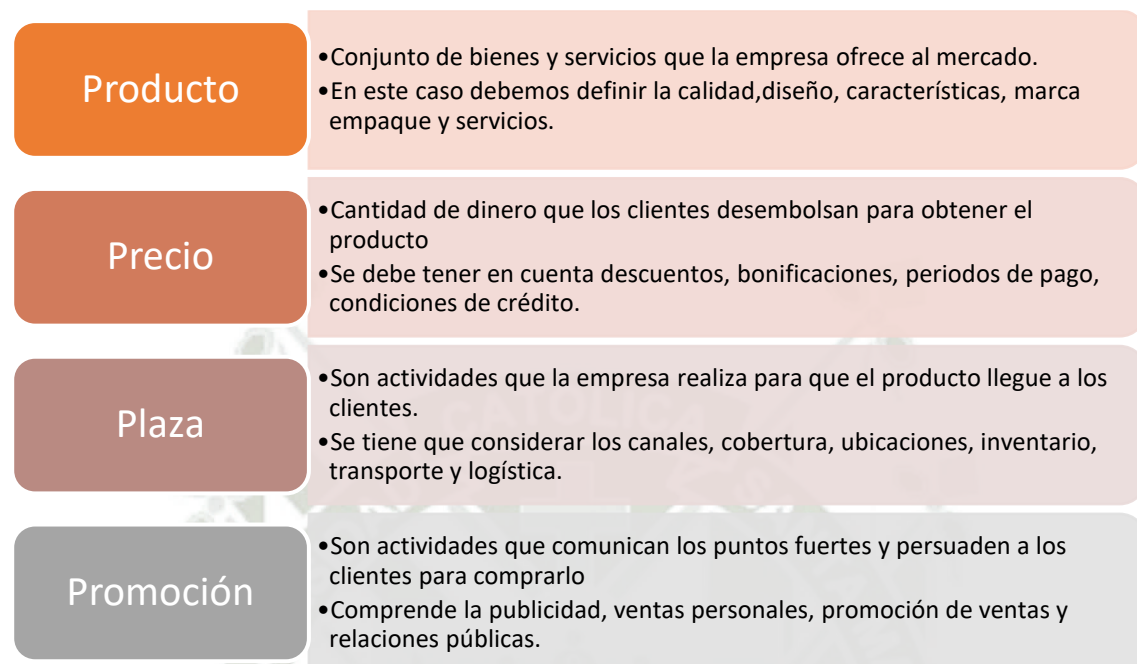 Producto
•Conjunto de bienes y servicios que la empresa ofrece al mercado.
•En este caso debemos definir la calidad,diseño, características, marca
empaque y servicios.
Precio
•Cantidad de dinero que los clientes desembolsan para obtener el
producto
•Se debe tener en cuenta descuentos, bonificaciones, periodos de pago,
condiciones de crédito.
Plaza
•Son actividades que la empresa realiza para que el producto llegue a los
clientes.
•Se tiene que considerar los canales, cobertura, ubicaciones, inventario,
transporte y logística.
Promoción
•Son actividades que comunican los puntos fuertes y persuaden a los
clientes para comprarlo
•Comprende la publicidad, ventas personales, promoción de ventas y
relaciones públicas.
CATOLICA